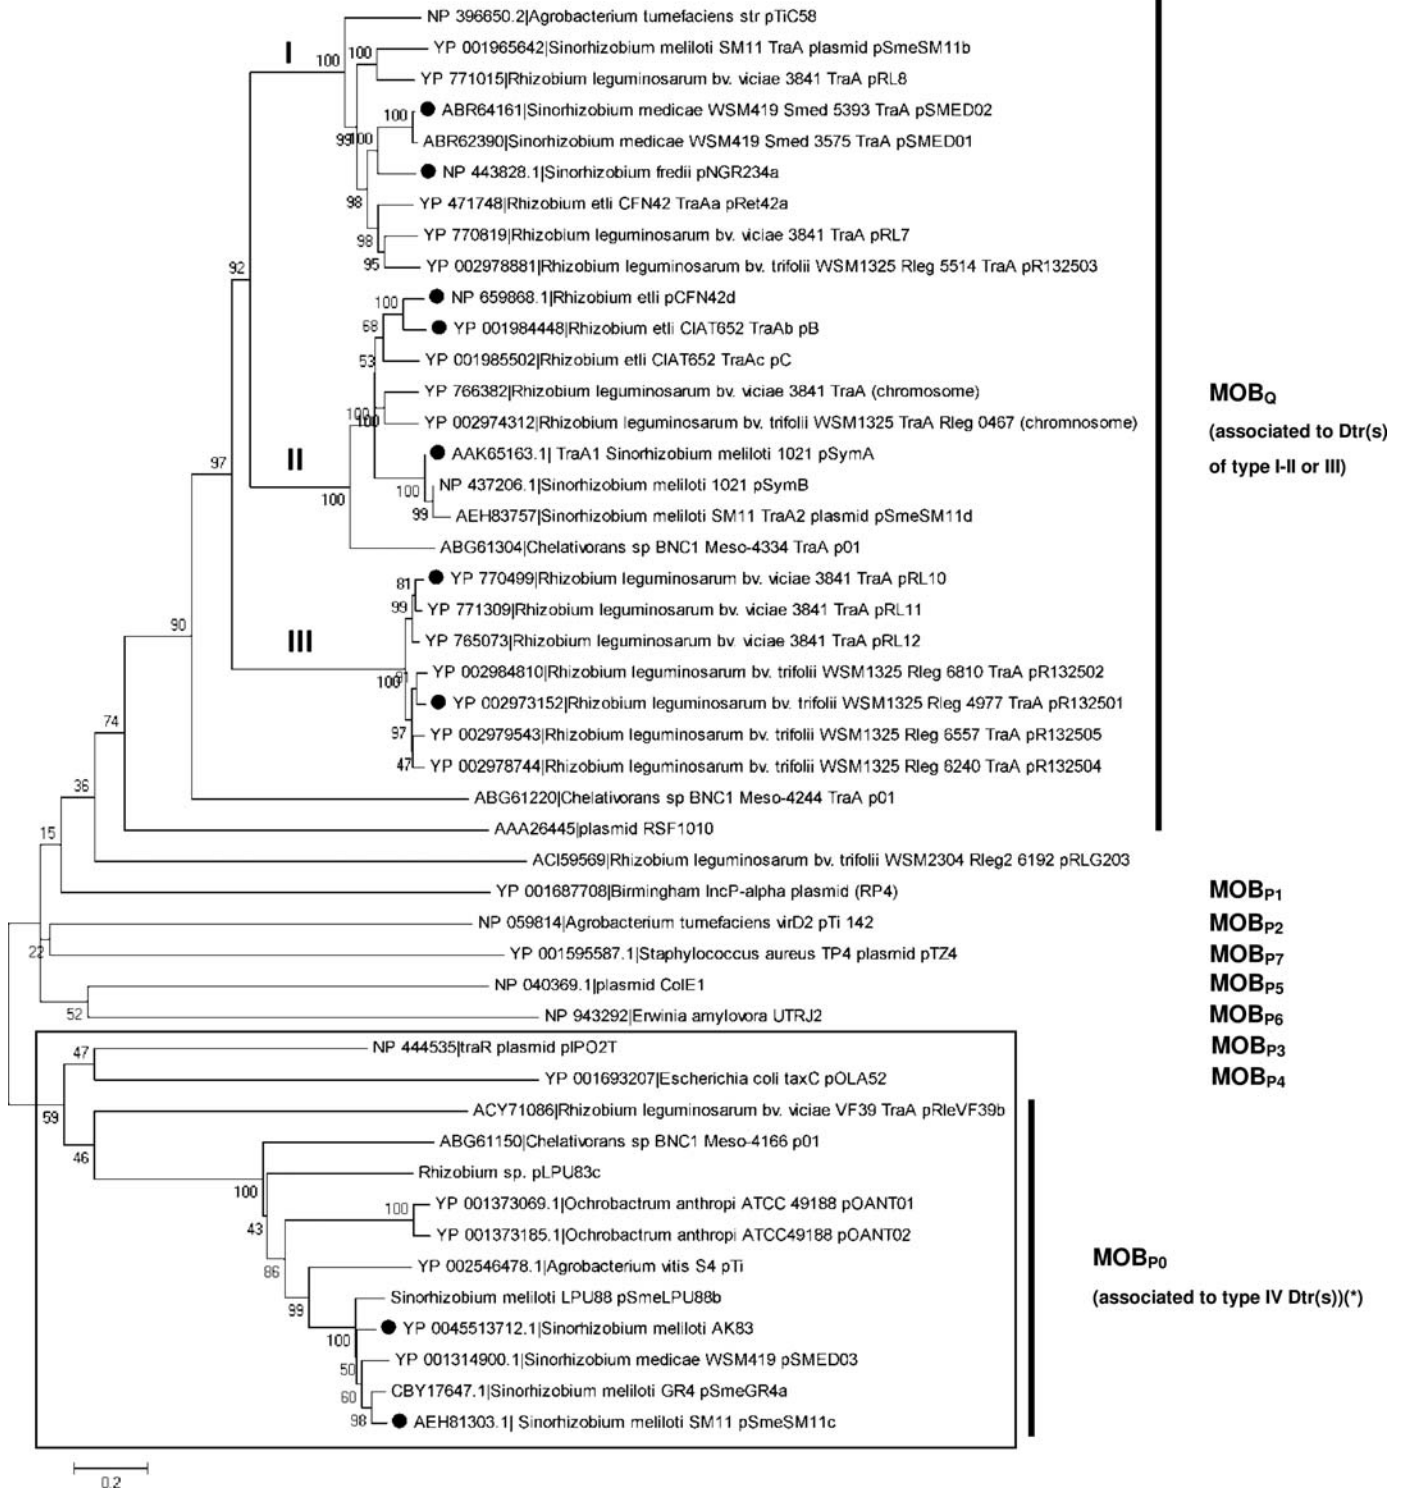 NP 396650.2|Agrobacterium tumefaciens str pTiC58
I
100
100
YP 001965642|Sinorhizobium meliloti SM11 TraA plasmid pSmeSM11b
YP 771015|Rhizobium leguminosarum bv. viciae 3841 TraA pRL8
100
ABR64161|Sinorhizobium medicae WSM419 Smed 5393 TraA pSMED02
99
100
ABR62390|Sinorhizobium medicae WSM419 Smed 3575 TraA pSMED01
NP 443828.1|Sinorhizobium fredii pNGR234a
98
YP 471748|Rhizobium etli CFN42 TraAa pRet42a
98
YP 770819|Rhizobium leguminosarum bv. viciae 3841 TraA pRL7
95
YP 002978881|Rhizobium leguminosarum bv. trifolii WSM1325 Rleg 5514 TraA pR132503
92
100
NP 659868.1|Rhizobium etli pCFN42d
68
YP 001984448|Rhizobium etli CIAT652 TraAb pB
53
YP 001985502|Rhizobium etli CIAT652 TraAc pC
YP 766382|Rhizobium leguminosarum bv. viciae 3841 TraA (chromosome)
MOBQ
100
100
YP 002974312|Rhizobium leguminosarum bv. trifolii WSM1325 TraA Rleg 0467 (chromnosome)
(associated to Dtr(s)
97
II
AAK65163.1| TraA1 Sinorhizobium meliloti 1021 pSymA
of type I-II or III)
100
100
NP 437206.1|Sinorhizobium meliloti 1021 pSymB
99
AEH83757|Sinorhizobium meliloti SM11 TraA2 plasmid pSmeSM11d
ABG61304|Chelativorans sp BNC1 Meso-4334 TraA p01
81
YP 770499|Rhizobium leguminosarum bv. viciae 3841 TraA pRL10
99
YP 771309|Rhizobium leguminosarum bv. viciae 3841 TraA pRL11
90
III
YP 765073|Rhizobium leguminosarum bv. viciae 3841 TraA pRL12
100
YP 002984810|Rhizobium leguminosarum bv. trifolii WSM1325 Rleg 6810 TraA pR132502
YP 002973152|Rhizobium leguminosarum bv. trifolii WSM1325 Rleg 4977 TraA pR132501
74
97
YP 002979543|Rhizobium leguminosarum bv. trifolii WSM1325 Rleg 6557 TraA pR132505
47
YP 002978744|Rhizobium leguminosarum bv. trifolii WSM1325 Rleg 6240 TraA pR132504
36
ABG61220|Chelativorans sp BNC1 Meso-4244 TraA p01
15
AAA26445|plasmid RSF1010
ACI59569|Rhizobium leguminosarum bv. trifolii WSM2304 Rleg2 6192 pRLG203
YP 001687708|Birmingham IncP-alpha plasmid (RP4)
MOBP1
NP 059814|Agrobacterium tumefaciens virD2 pTi 142
MOBP2
22
YP 001595587.1|Staphylococcus aureus TP4 plasmid pTZ4
MOBP7
NP 040369.1|plasmid ColE1
MOBP5
52
NP 943292|Erwinia amylovora UTRJ2
MOBP6
47
NP 444535|traR plasmid pIPO2T
MOBP3
YP 001693207|Escherichia coli taxC pOLA52
MOBP4
59
ACY71086|Rhizobium leguminosarum bv. viciae VF39 TraA pRleVF39b
46
ABG61150|Chelativorans sp BNC1 Meso-4166 p01
100
Rhizobium sp. pLPU83c
100
YP 001373069.1|Ochrobactrum anthropi ATCC 49188 pOANT01
43
YP 001373185.1|Ochrobactrum anthropi ATCC49188 pOANT02
86
YP 002546478.1|Agrobacterium vitis S4 pTi
MOBP0
99
Sinorhizobium meliloti LPU88 pSmeLPU88b
(associated to type IV Dtr(s))(*)
100
YP 0045513712.1|Sinorhizobium meliloti AK83
50
YP 001314900.1|Sinorhizobium medicae WSM419 pSMED03
60
CBY17647.1|Sinorhizobium meliloti GR4 pSmeGR4a
98
AEH81303.1| Sinorhizobium meliloti SM11 pSmeSM11c
0.2